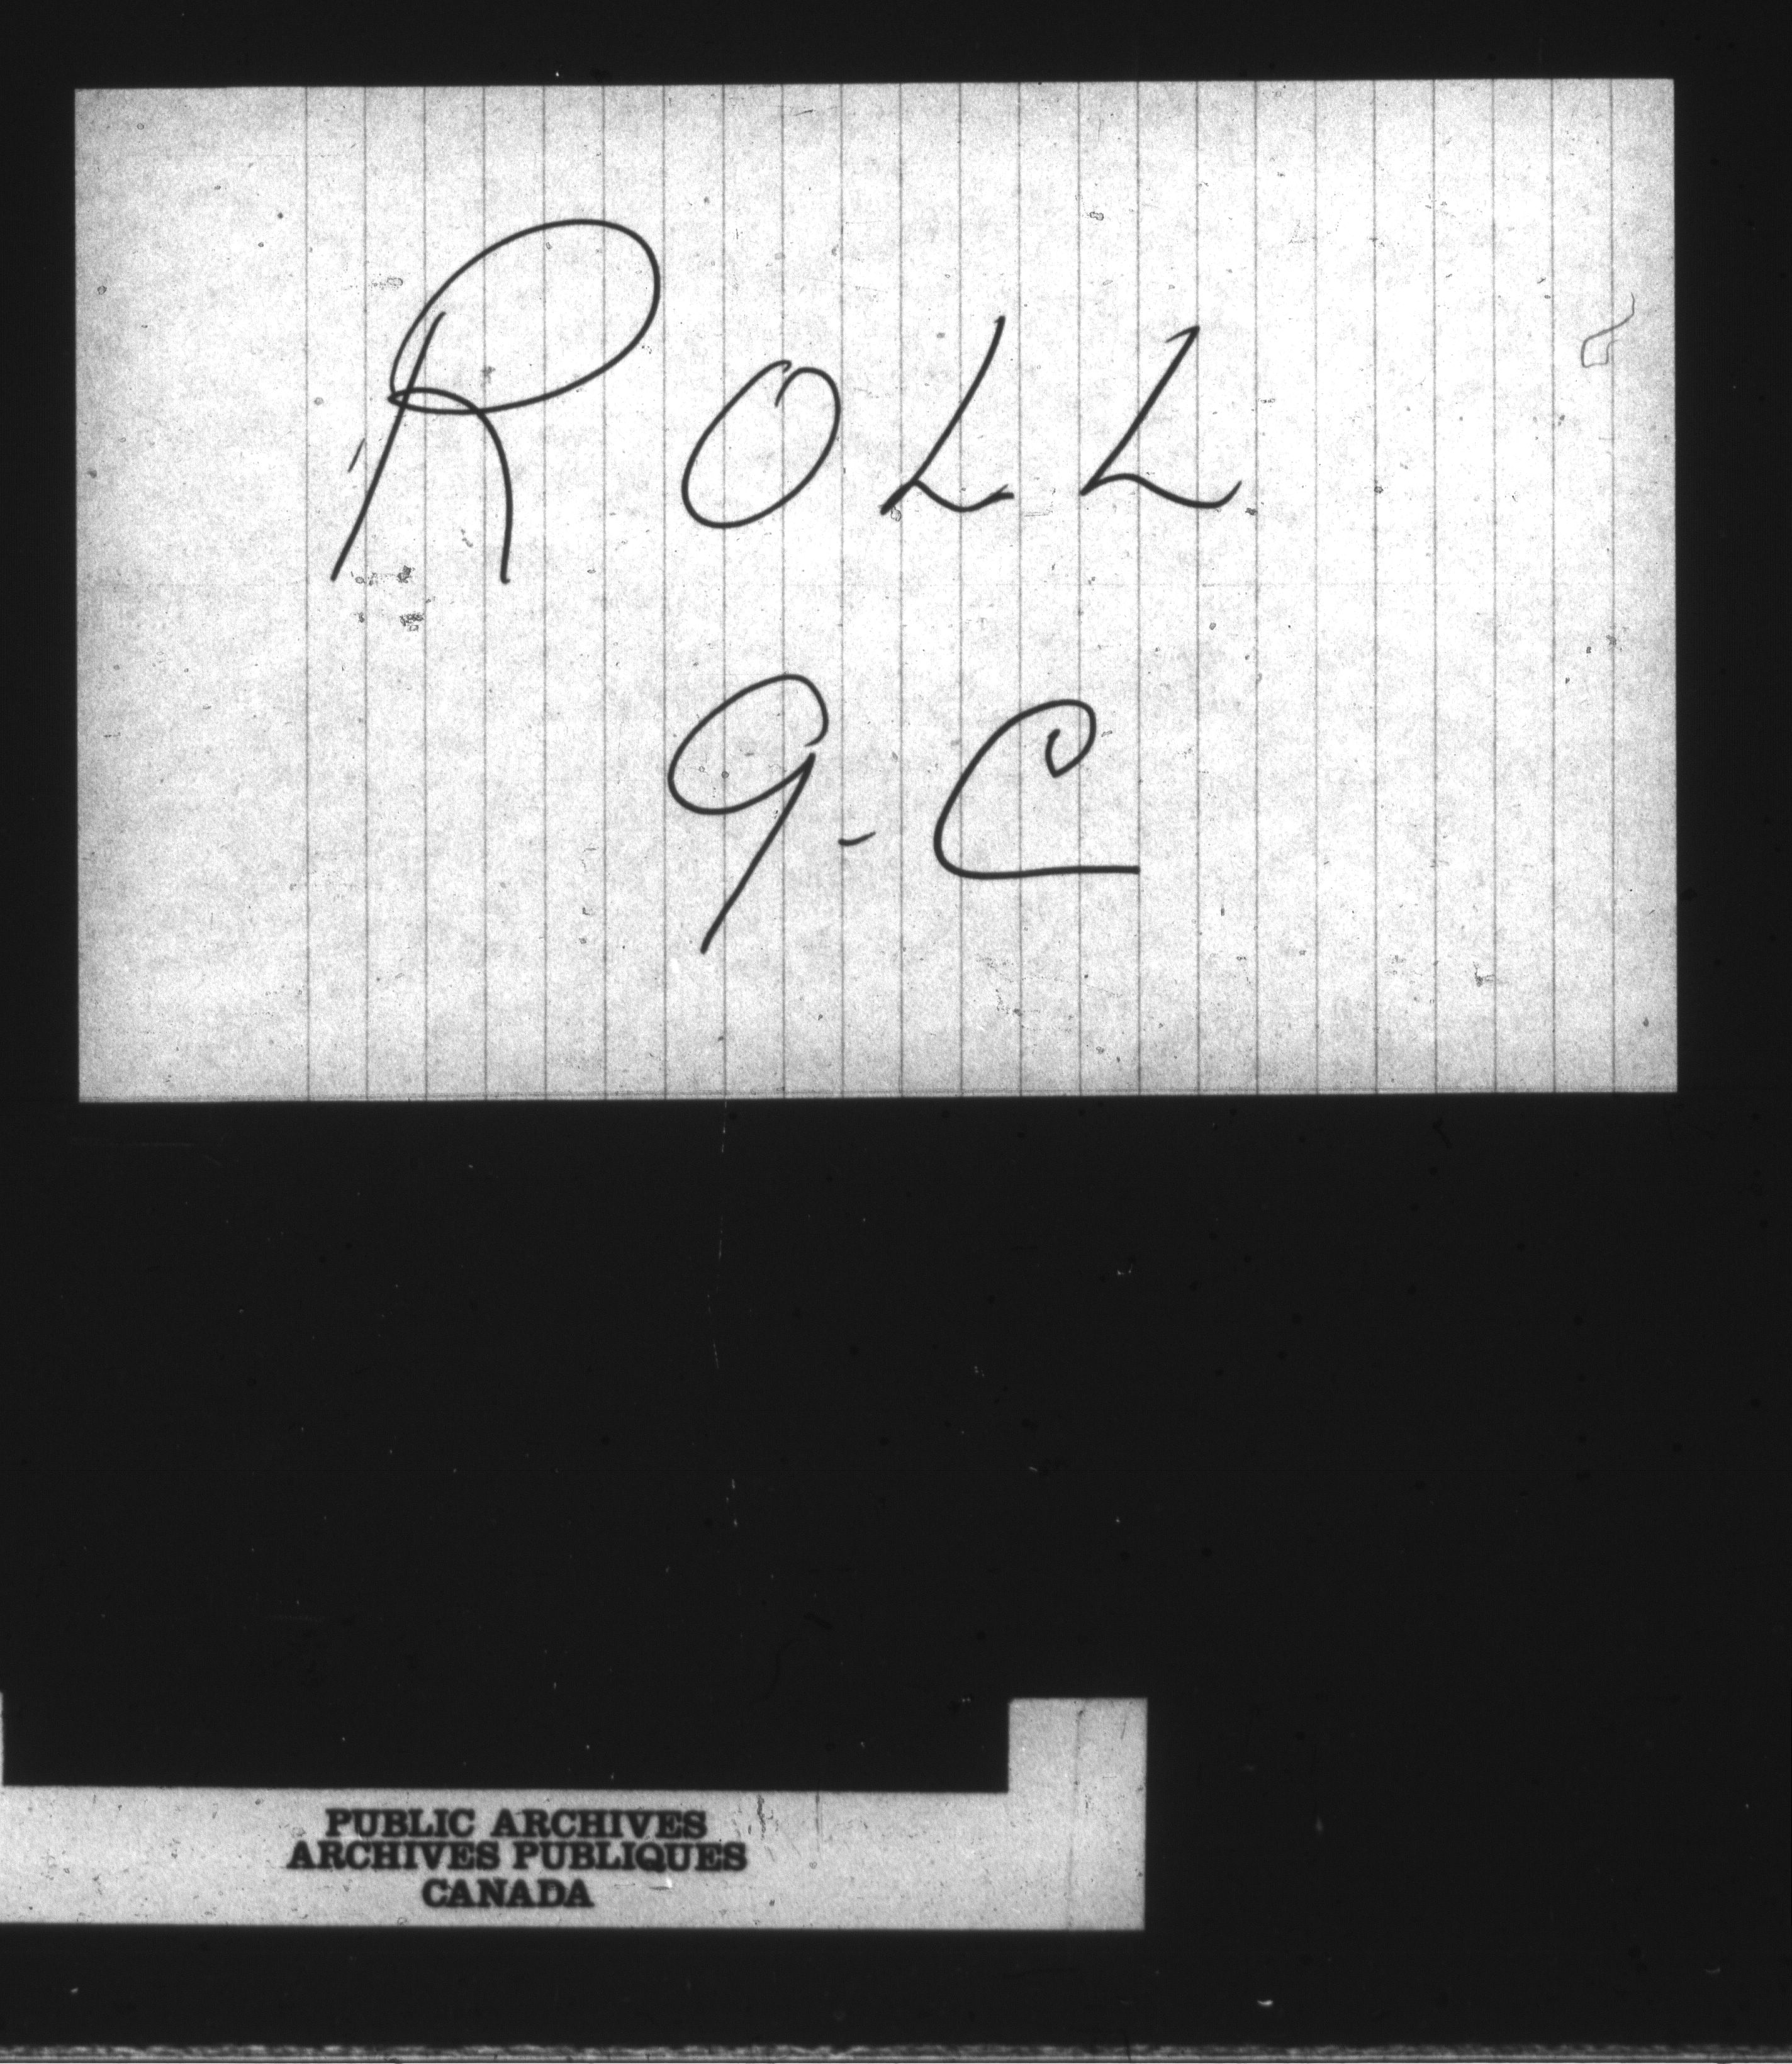 ROLL
9-C
PUBLIC ARCHIVES
ARCHIVES PUBLIQUES
CANADA